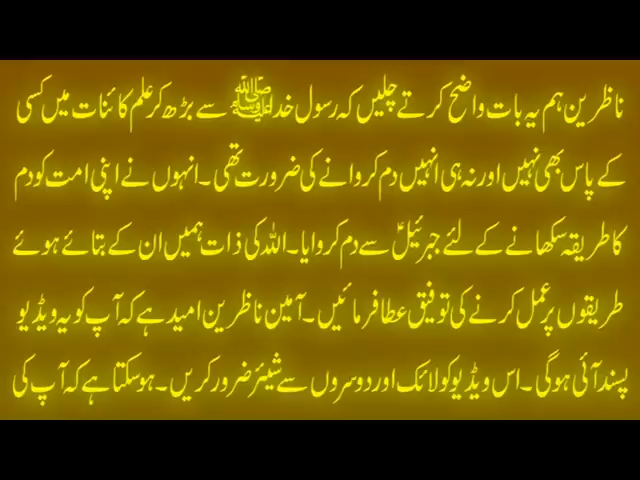 ناظرین ہم یہ بات واضح کرتے چلیں کہ رسول خداﷺ سے بڑھ کر علم کائنات میں کسی
کے پاس بھی نہیں اور نہ ہی انہیں دم کروانے کی ضرورت تھی۔ انہوں نے اپنی امت کو دم
کا طریقہ سکھانے کے لئے جبرئیلؑ سے دم کروایا۔ اللہ کی ذات ہمیں ان کے بتائے ہوئے
طریقوں پر عمل کرنے کی توفیق عطا فرمائیں۔ آمین ناظرین امید ہے کہ آپ کو یہ ویڈیو
پسند آئی ہوگی۔ اس ویڈیو کو لائک اور دوسروں سے شیئر ضرور کریں۔ ہو سکتا ہے کہ آپ کی